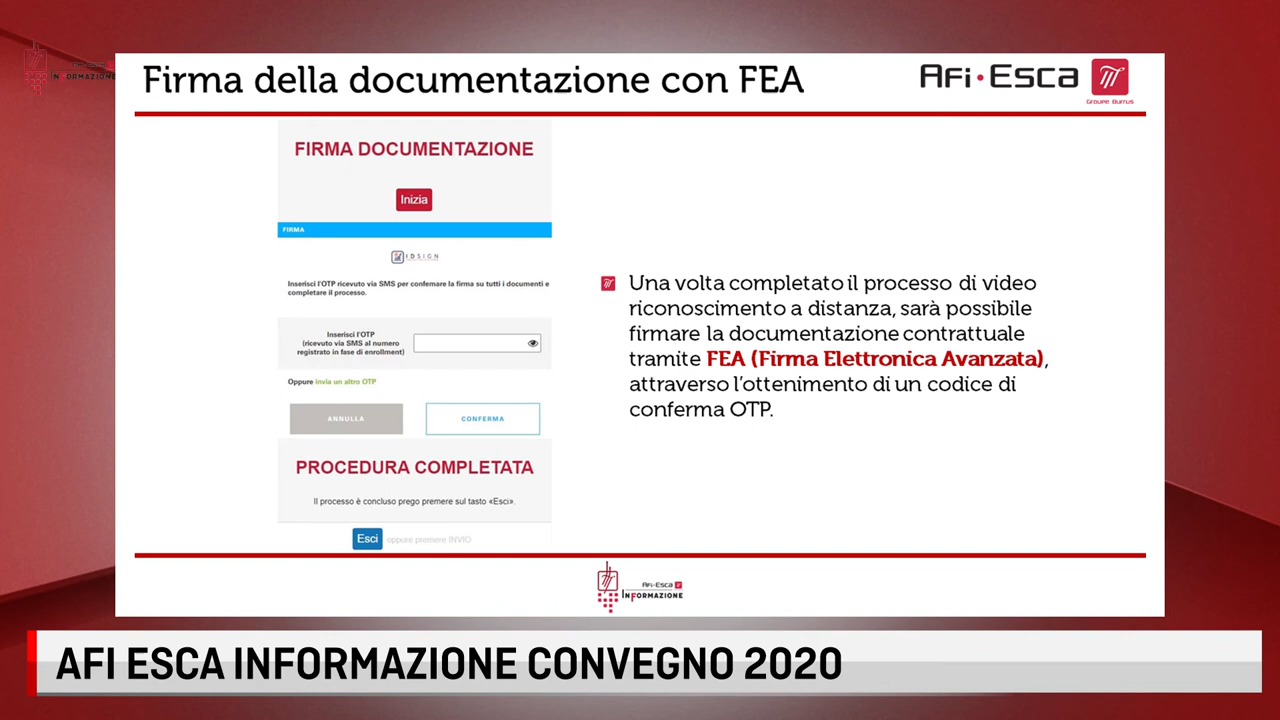 INFORMAZIONE
Firma della documentazione con FEA
AFI·ESCA
Groupe Burrus
FIRMA DOCUMENTAZIONE
Inizia
FIRMA
IDSIGN
Inserisci l'OTP ricevuto via SMS per confemare la firma su tutti i documenti e
completare il processo.
Inserisci l'OTP
(ricevuto via SMS al numero
registrato in fase di enrollment)
Oppure invia un altro OTP
ANNULLA
CONFERMA
PROCEDURA COMPLETATA
Il processo è concluso prego premere sul tasto «Esci».
Esci oppure premere INVIO
Una volta completato il processo di video
riconoscimento a distanza, sarà possibile
firmare la documentazione contrattuale
tramite FEA (Firma Elettronica Avanzata),
attraverso l'ottenimento di un codice di
conferma OTP.
AFI-ESCA
INFORMAZIONE
AFI ESCA INFORMAZIONE CONVEGNO 2020